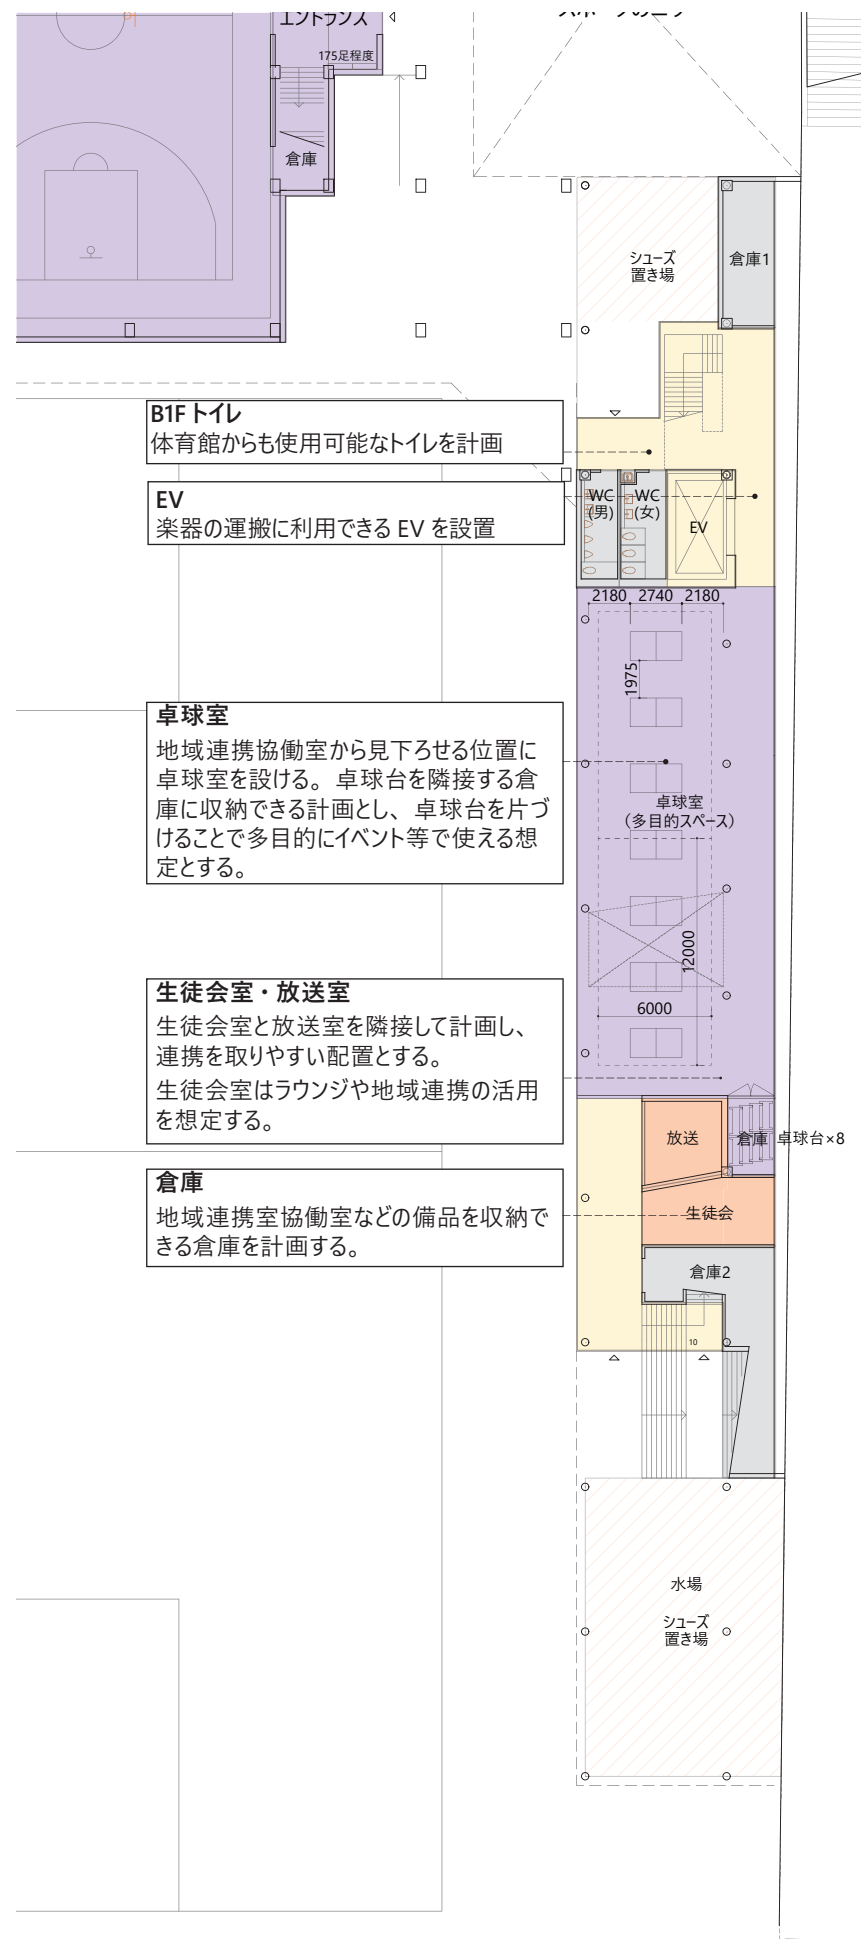 エントランス
175足程度
倉庫
シューズ
置き場
倉庫1
B1F トイレ
体育館からも使用可能なトイレを計画
EV
楽器の運搬に利用できる EV を設置
WC
(男)
WC
(女)
EV
2180 2740 2180
1975
卓球室
地域連携協働室から見下ろせる位置に
卓球室を設ける。卓球台を隣接する倉
庫に収納できる計画とし、卓球台を片づ
けることで多目的にイベント等で使える想
定とする。
卓球室
（多目的スペース）
12000
6000
生徒会室・放送室
生徒会室と放送室を隣接して計画し、
連携を取りやすい配置とする。
生徒会室はラウンジや地域連携の活用
を想定する。
放送
倉庫 卓球台×8
倉庫
地域連携室協働室などの備品を収納で
きる倉庫を計画する。
生徒会
倉庫2
10
水場
シューズ
置き場